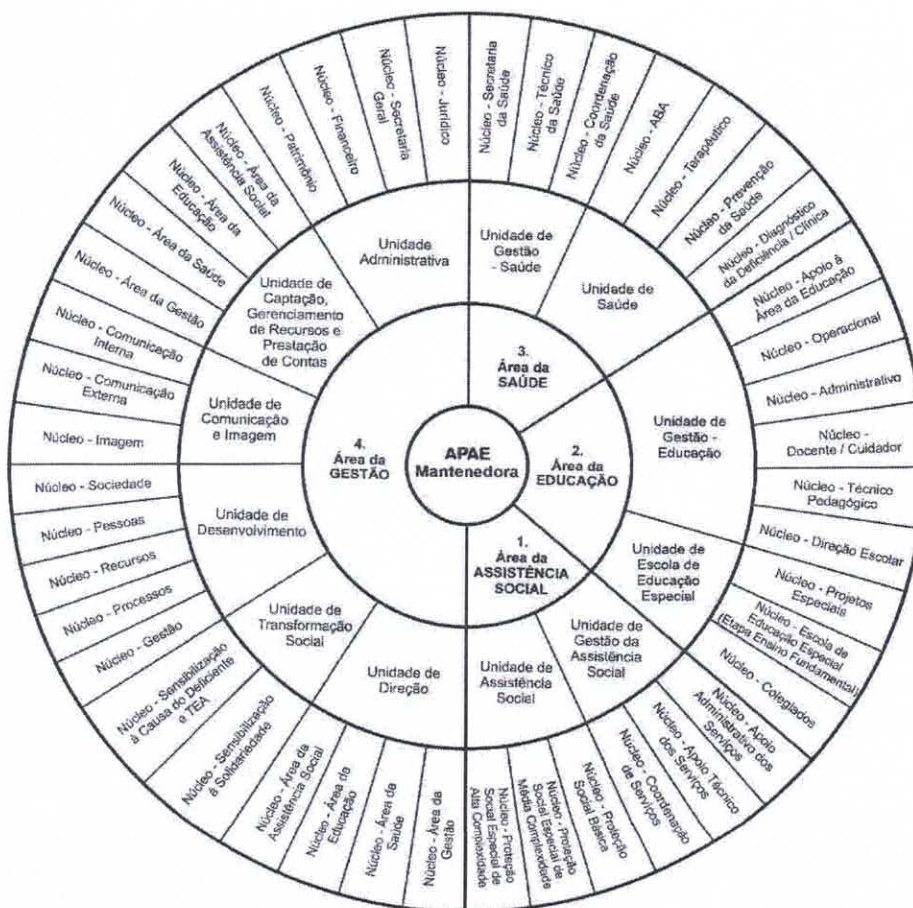 APAE
Mantenedora
1.
Área da
ASSISTÊNCIA
SOCIAL
2.
Área da
EDUCAÇÃO
3.
Área da
SAÚDE
4.
Área da
GESTÃO
Unidade de
Gestão
- Saúde
Unidade de
Saúde
Unidade de
Gestão -
Educação
Unidade de
Escola de
Educação
Especial
Unidade de
Gestão da
Assistência
Social
Unidade de
Assistência
Social
Unidade de
Direção
Unidade de
Transformação
Social
Unidade de
Desenvolvimento
Unidade de
Comunicação
e Imagem
Unidade de
Captação,
Gerenciamento
de Recursos e
Prestação
de Contas
Unidade
Administrativa
Núcleo - Secretaria
da Saúde
Núcleo - Técnico
da Saúde
Núcleo - Coordenação
da Saúde
Núcleo - ABA
Núcleo - Terapêutico
Núcleo - Prevenção
da Saúde
Núcleo - Diagnóstico
da Deficiência / Clínica
Núcleo - Apoio à
Área da Educação
Núcleo - Operacional
Núcleo - Administrativo
Núcleo -
Docente / Cuidador
Núcleo - Técnico
Pedagógico
Núcleo - Direção Escolar
Núcleo - Projetos
Especiais
Núcleo - Escola de
Educação Especial
(Etapa Ensino Fundamental)
Núcleo - Colegiados
Núcleo - Apoio
Administrativo dos
Serviços
Núcleo - Apoio Técnico
dos Serviços
Núcleo - Coordenação
de Serviços
Núcleo - Proteção
Social Básica
Núcleo - Proteção
Social Especial de
Média Complexidade
Núcleo - Proteção
Social Especial de
Alta Complexidade
Núcleo - Área da
Gestão
Núcleo - Área da
Saúde
Núcleo - Área da
Educação
Núcleo - Área da
Assistência Social
Núcleo - Sensibilização
à Solidariedade
Núcleo - Sensibilização
à Causa do Deficiente
e TEA
Núcleo - Gestão
Núcleo - Processos
Núcleo - Recursos
Núcleo - Pessoas
Núcleo - Sociedade
Núcleo - Imagem
Núcleo - Comunicação
Externa
Núcleo - Comunicação
Interna
Núcleo - Área da Gestão
Núcleo - Área da Saúde
Núcleo - Área da
Educação
Núcleo - Área da
Assistência Social
Núcleo - Patrimônio
Núcleo - Financeiro
Núcleo - Secretaria
Geral
Núcleo - Jurídico